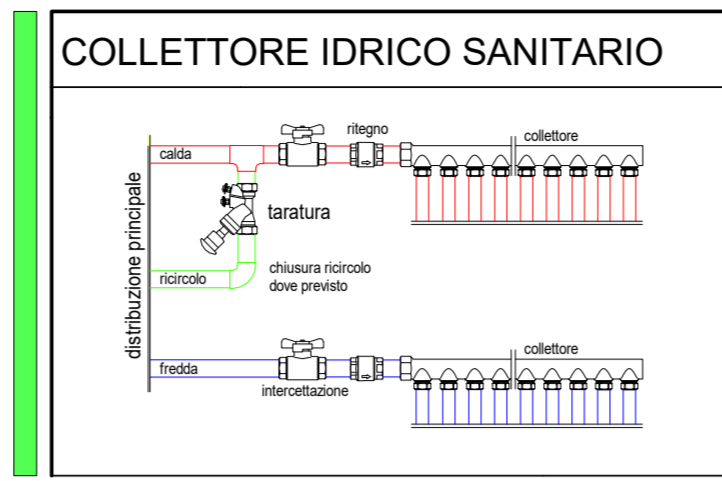 COLLETTORE IDRICO SANITARIO
distribuzione principale
calda
ritegno
collettore
taratura
ricircolo
chiusura ricircolo
dove previsto
fredda
intercettazione
collettore